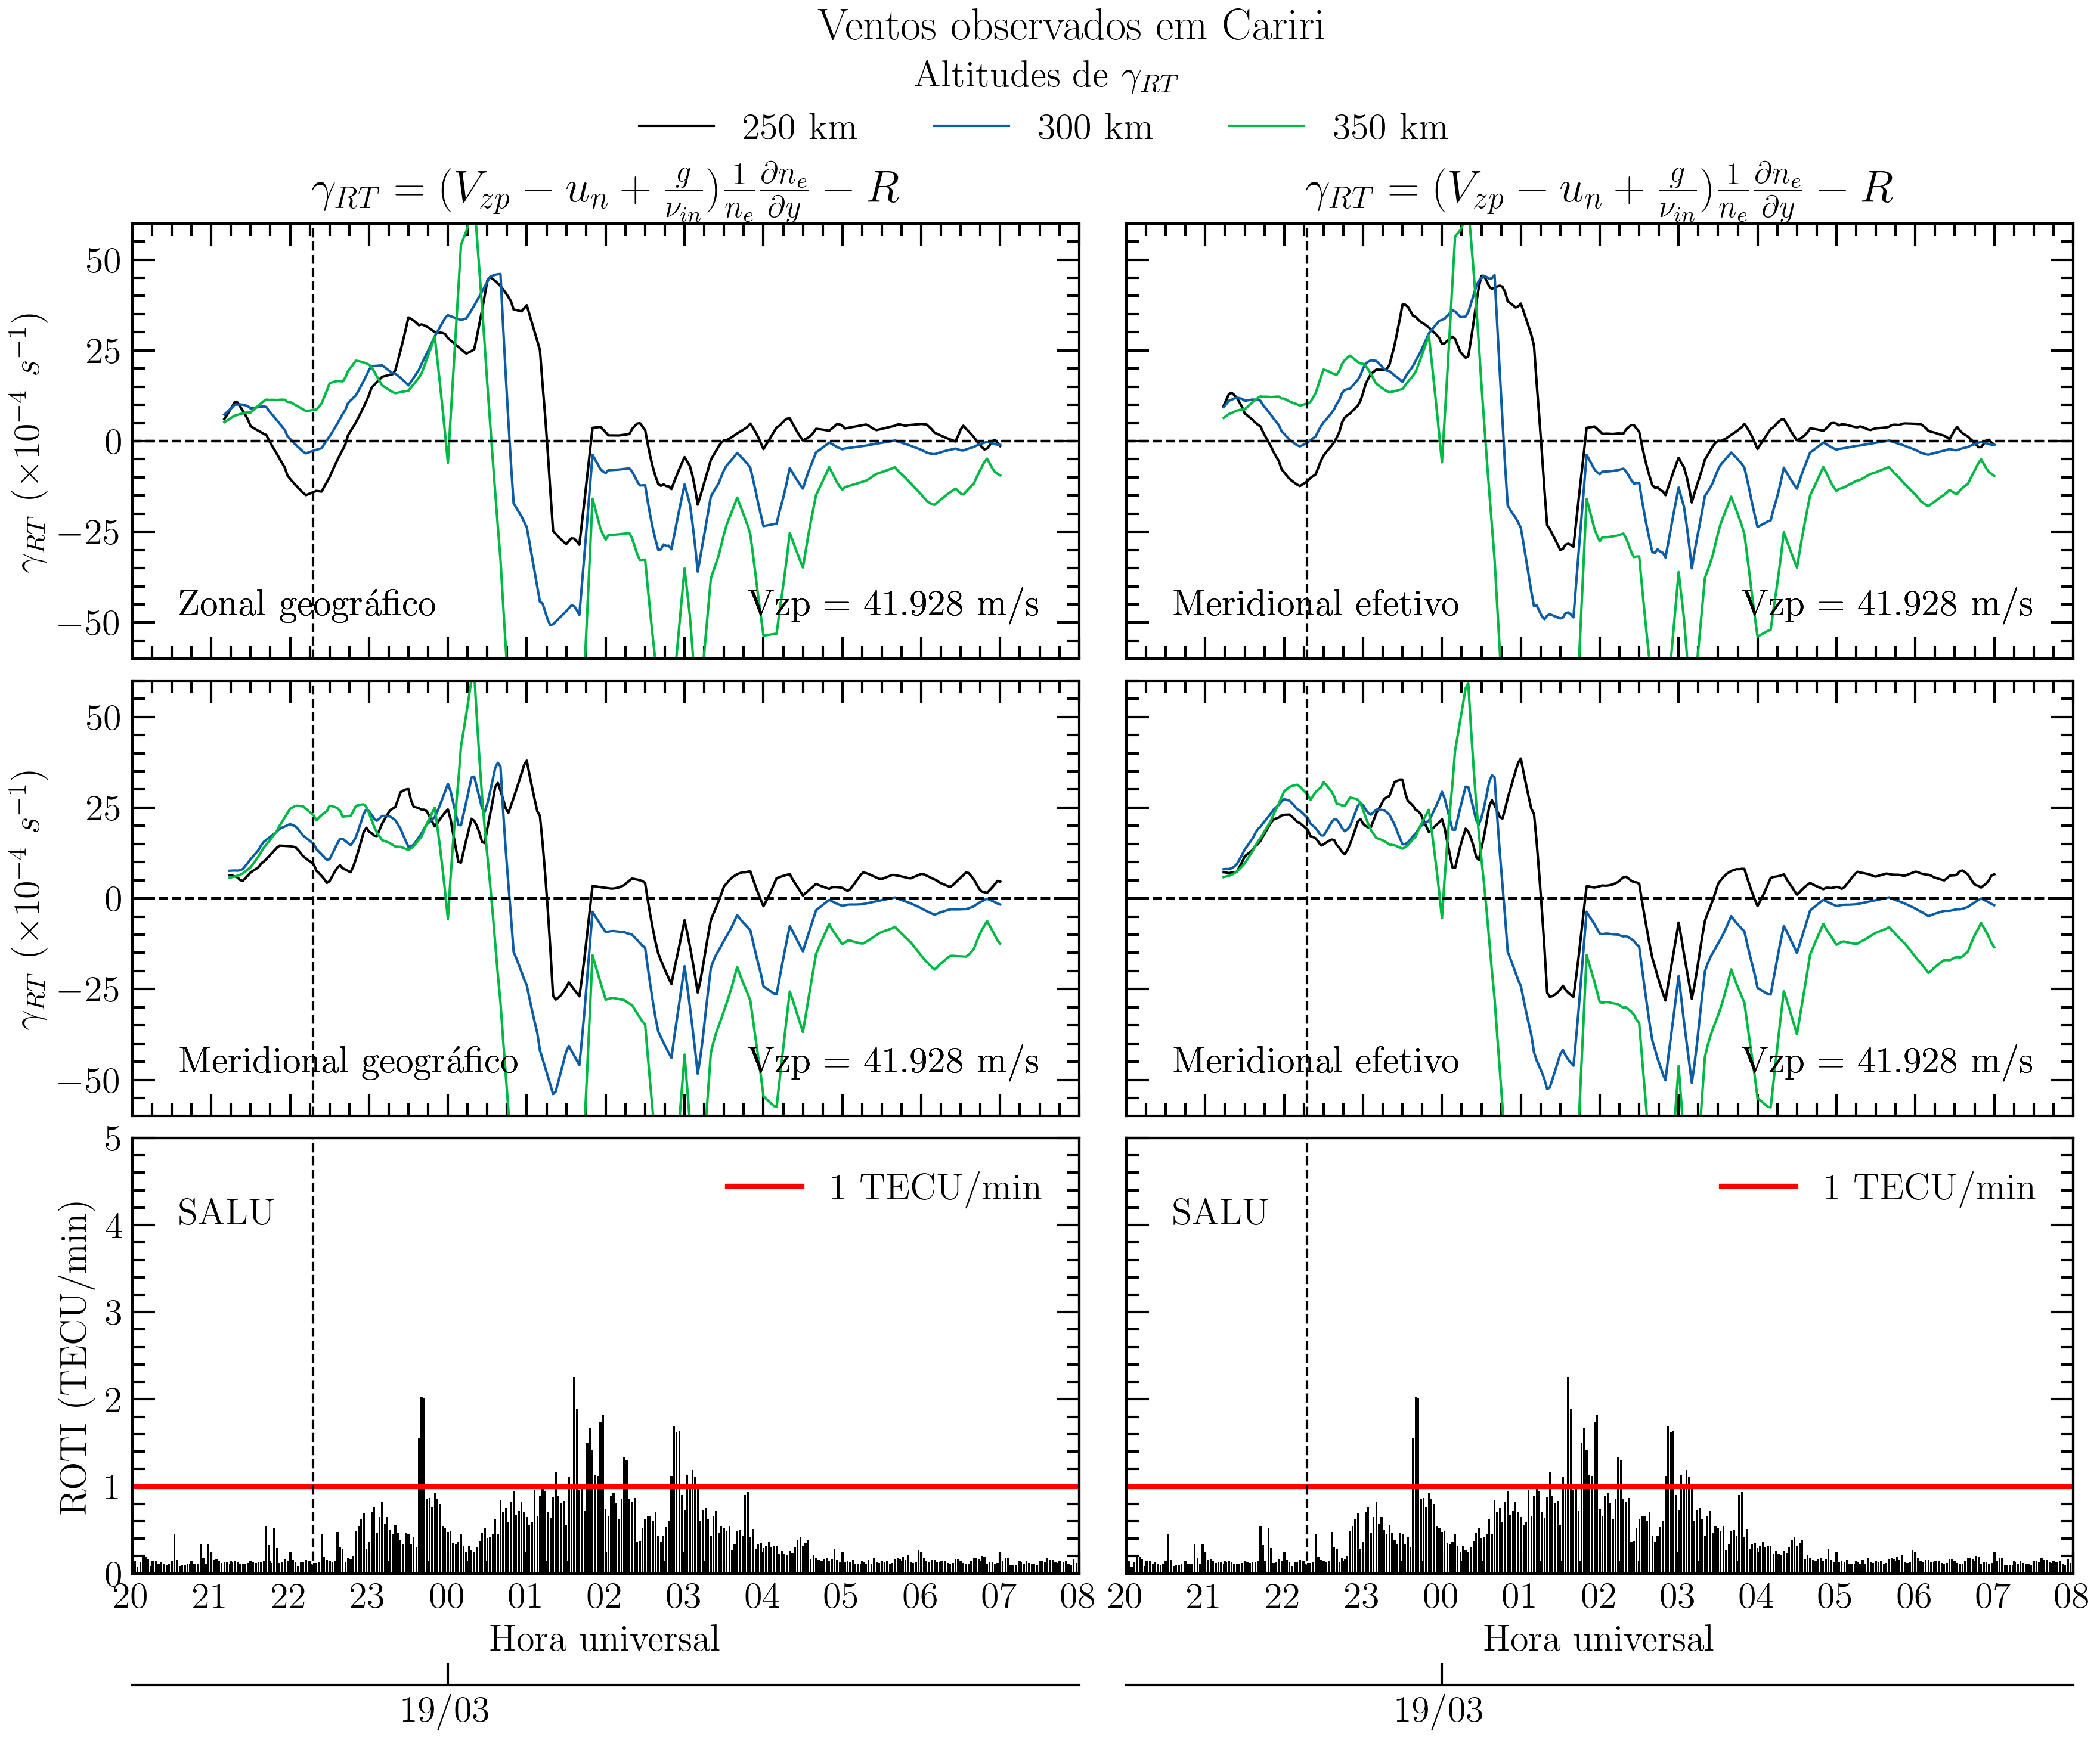 Ventos observados em Cariri
Altitudes de γ_RT
250 km 300 km 350 km
γ_RT = (V_zp − u_n + g/ν_in) 1/n_e ∂n_e/∂y − R
γ_RT = (V_zp − u_n + g/ν_in) 1/n_e ∂n_e/∂y − R
γ_RT (×10⁻⁴ s⁻¹)
50
25
0
−25
−50
Zonal geográfico
Vzp = 41.928 m/s
Meridional efetivo
Vzp = 41.928 m/s
γ_RT (×10⁻⁴ s⁻¹)
50
25
0
−25
−50
Meridional geográfico
Vzp = 41.928 m/s
Meridional efetivo
Vzp = 41.928 m/s
ROTI (TECU/min)
5
4
3
2
1
0
SALU
1 TECU/min
SALU
1 TECU/min
20 21 22 23 00 01 02 03 04 05 06 07 08
20 21 22 23 00 01 02 03 04 05 06 07 08
Hora universal
Hora universal
19/03
19/03